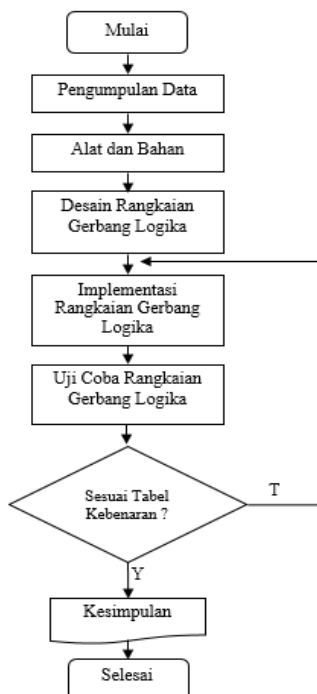 Mulai
Pengumpulan Data
Alat dan Bahan
Desain Rangkaian
Gerbang Logika
Implementasi
Rangkaian Gerbang
Logika
Uji Coba Rangkaian
Gerbang Logika
Sesuai Tabel
Kebenaran ?
T
Y
Kesimpulan
Selesai